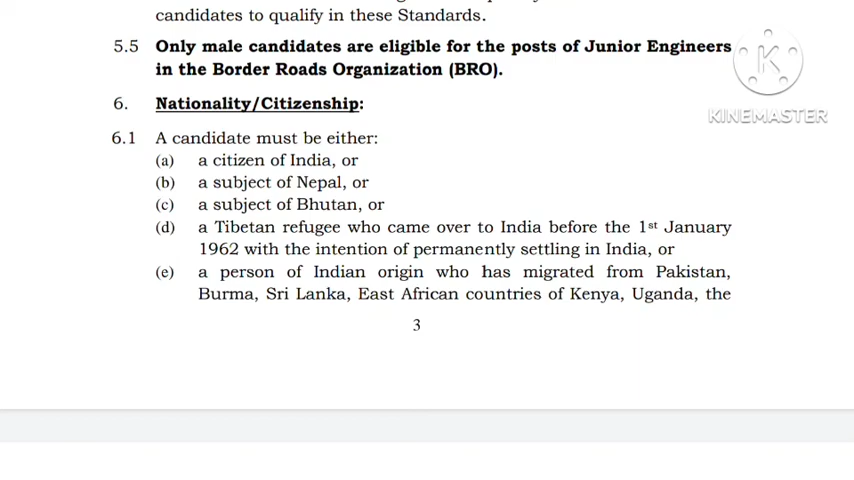 candidates to qualify in these Standards.
5.5 Only male candidates are eligible for the posts of Junior Engineers
in the Border Roads Organization (BRO).
6. Nationality/Citizenship:
6.1 A candidate must be either:
(a) a citizen of India, or
(b) a subject of Nepal, or
(c) a subject of Bhutan, or
(d) a Tibetan refugee who came over to India before the 1st January
1962 with the intention of permanently settling in India, or
(e) a person of Indian origin who has migrated from Pakistan,
Burma, Sri Lanka, East African countries of Kenya, Uganda, the
3
K
KINEMASTER